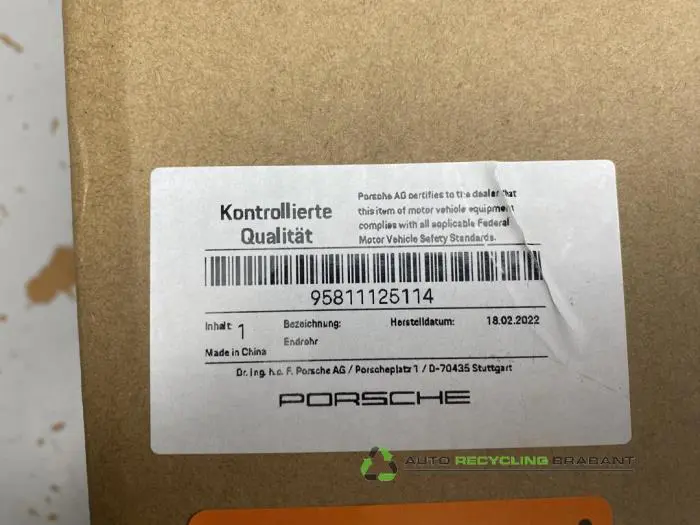 Kontrollierte
Qualität
Porsche AG certifies to the dealer that
this item of motor vehicle equipment
complies with all applicable Federal
Motor Vehicle Safety Standards.
95811125114
Inhalt: 1 Bezeichnung: Herstelldatum: 18.02.2022
Made in China Endrohr
Dr. Ing. h.c. F. Porsche AG / Porscheplatz 1 / D-70435 Stuttgart
PORSCHE
AUTO RECYCLING BRABANT